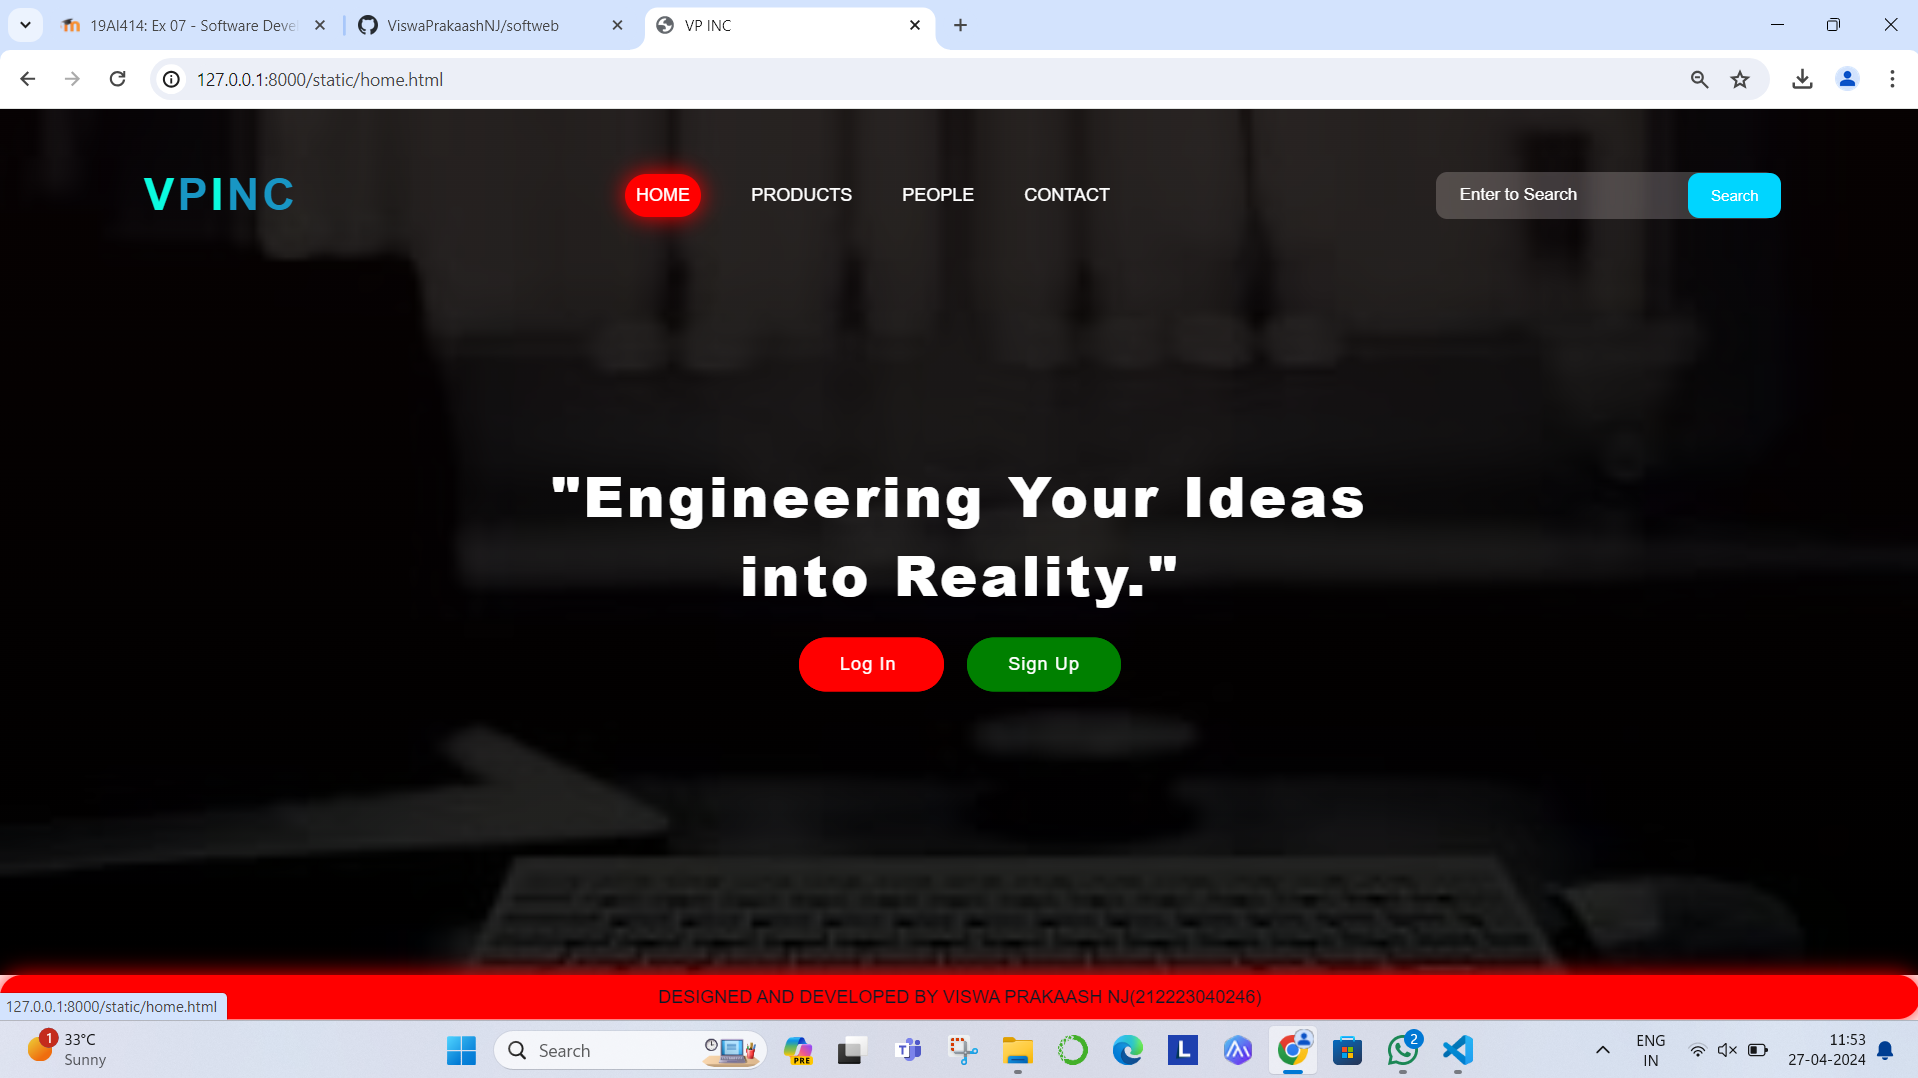 19AI414: Ex 07 - Software Deve
ViswaPrakaashNJ/softweb
VP INC
127.0.0.1:8000/static/home.html
VPINC
HOME
PRODUCTS
PEOPLE
CONTACT
Enter to Search
Search
"Engineering Your Ideas
into Reality."
Log In
Sign Up
DESIGNED AND DEVELOPED BY VISWA PRAKAASH NJ(212223040246)
127.0.0.1:8000/static/home.html
1
33°C
Sunny
Search
PRE
T
L
2
ENG
IN
11:53
27-04-2024